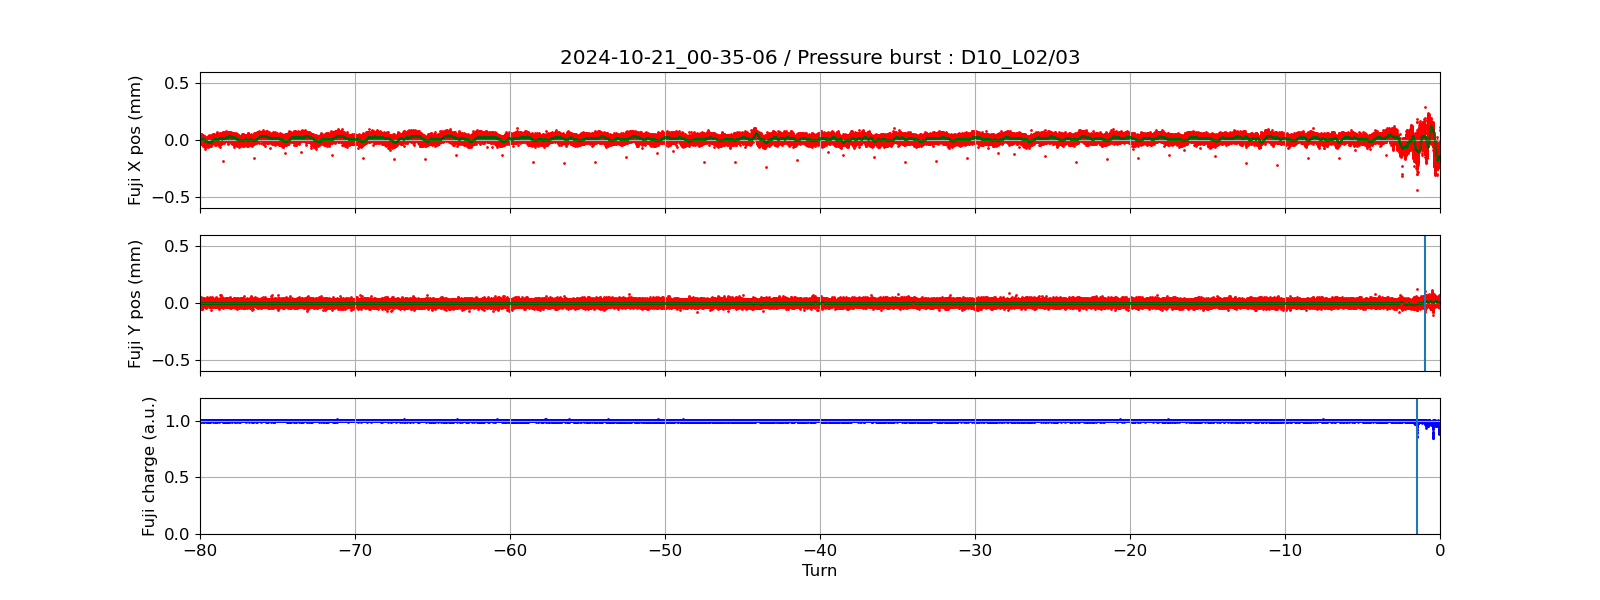 2024-10-21_00-35-06 / Pressure burst : D10_L02/03
Fuji X pos (mm)
0.5
0.0
−0.5
Fuji Y pos (mm)
0.5
0.0
−0.5
Fuji charge (a.u.)
1.0
0.5
0.0
−80 −70 −60 −50 −40 −30 −20 −10 0
Turn